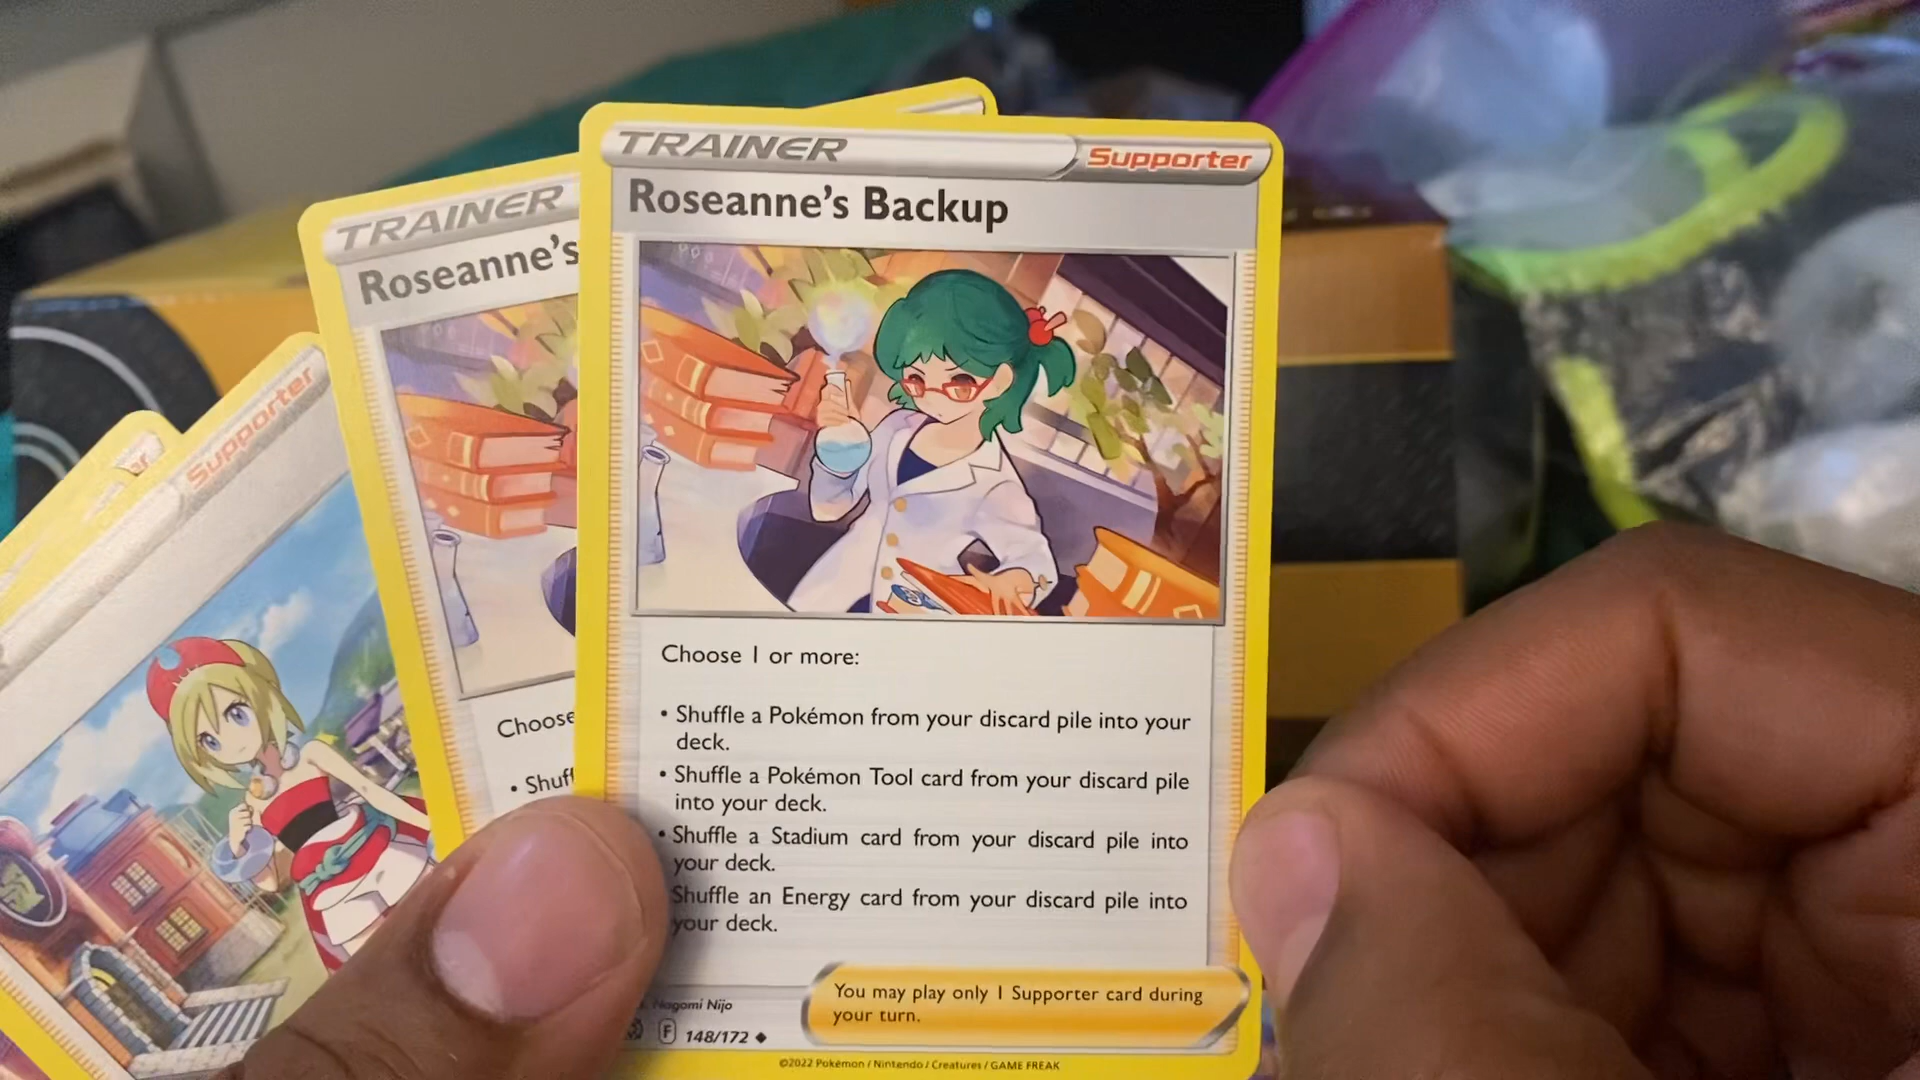 TRAINER
Supporter
Roseanne's Backup
Choose 1 or more:
• Shuffle a Pokémon from your discard pile into your
deck.
• Shuffle a Pokémon Tool card from your discard pile
into your deck.
• Shuffle a Stadium card from your discard pile into
your deck.
Shuffle an Energy card from your discard pile into
your deck.
You may play only 1 Supporter card during
your turn.
Nagomi Nijo
F
148/172
©2022 Pokémon / Nintendo / Creatures / GAME FREAK
TRAINER
Roseanne's
Choose
• Shuff
Supporter
er